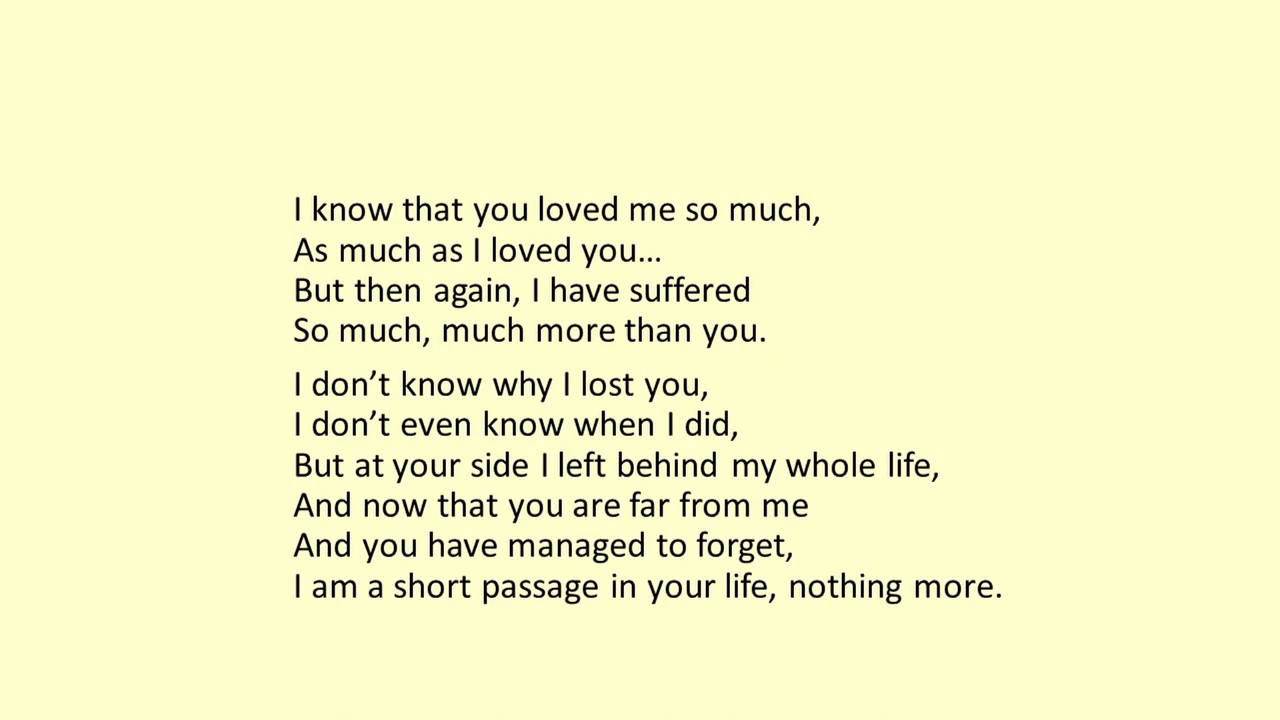 I know that you loved me so much,
As much as I loved you…
But then again, I have suffered
So much, much more than you.
I don’t know why I lost you,
I don’t even know when I did,
But at your side I left behind my whole life,
And now that you are far from me
And you have managed to forget,
I am a short passage in your life, nothing more.